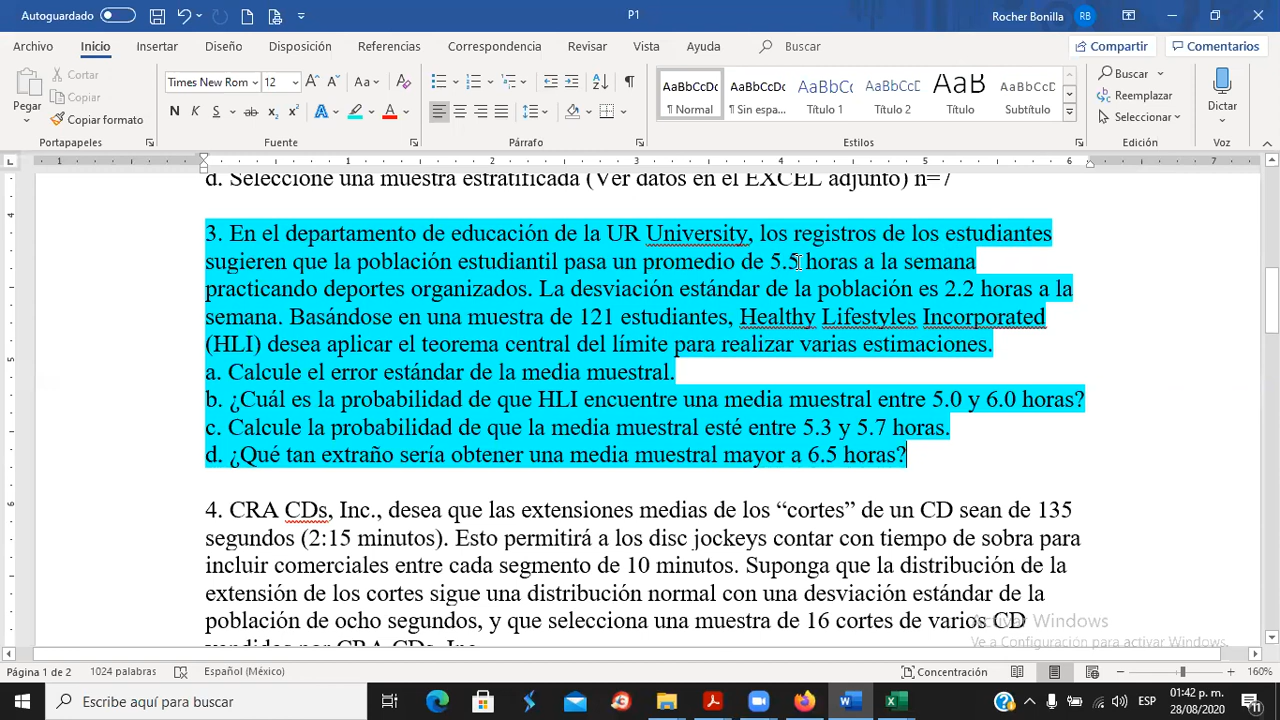 Autoguardado
P1
Rocher Bonilla
RB
Archivo
Inicio
Insertar
Diseño
Disposición
Referencias
Correspondencia
Revisar
Vista
Ayuda
Buscar
Compartir
Comentarios
Pegar
Cortar
Copiar
Copiar formato
Portapapeles
Times New Rom
12
Aa
N K S ab x₂ x²
Fuente
Párrafo
AaBbCcDc
¶ Normal
AaBbCcDc
¶ Sin espa...
AaBbCc
Título 1
AaBbCcD
Título 2
AaB
Título
AaBbCcD
Subtítulo
Estilos
Buscar
Reemplazar
Seleccionar
Edición
Dictar
Voz
d. Seleccione una muestra estratificada (Ver datos en el EXCEL adjunto) n=7
3. En el departamento de educación de la UR University, los registros de los estudiantes
sugieren que la población estudiantil pasa un promedio de 5.5 horas a la semana
practicando deportes organizados. La desviación estándar de la población es 2.2 horas a la
semana. Basándose en una muestra de 121 estudiantes, Healthy Lifestyles Incorporated
(HLI) desea aplicar el teorema central del límite para realizar varias estimaciones.
a. Calcule el error estándar de la media muestral.
b. ¿Cuál es la probabilidad de que HLI encuentre una media muestral entre 5.0 y 6.0 horas?
c. Calcule la probabilidad de que la media muestral esté entre 5.3 y 5.7 horas.
d. ¿Qué tan extraño sería obtener una media muestral mayor a 6.5 horas?
4. CRA CDs, Inc., desea que las extensiones medias de los “cortes” de un CD sean de 135
segundos (2:15 minutos). Esto permitirá a los disc jockeys contar con tiempo de sobra para
incluir comerciales entre cada segmento de 10 minutos. Suponga que la distribución de la
extensión de los cortes sigue una distribución normal con una desviación estándar de la
población de ocho segundos, y que selecciona una muestra de 16 cortes de varios CD
vendidos por CRA CDs, Inc.
Activar Windows
Ve a Configuración para activar Windows.
Página 1 de 2
1024 palabras
Español (México)
Concentración
160%
Escribe aquí para buscar
ESP
01:42 p. m.
28/08/2020
11